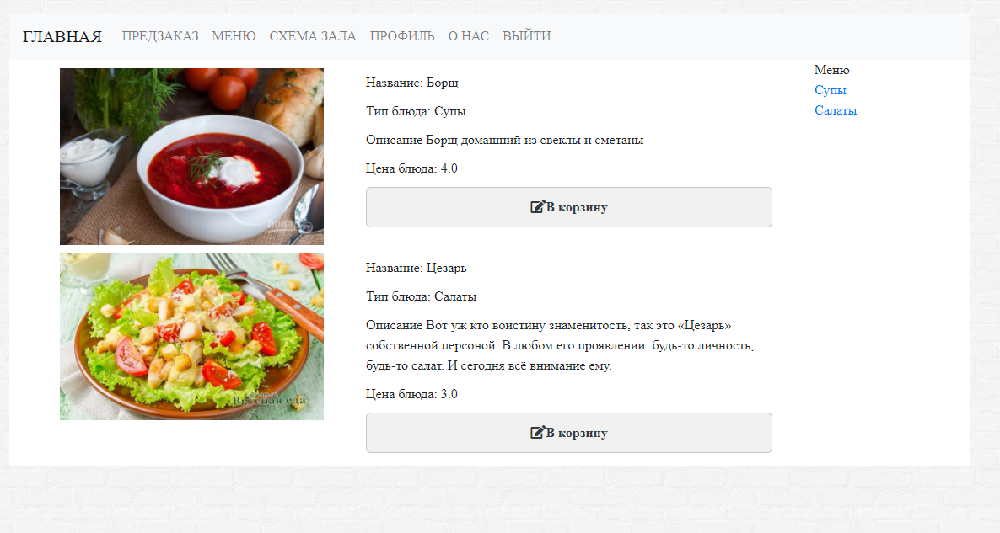 ГЛАВНАЯ ПРЕДЗАКАЗ МЕНЮ СХЕМА ЗАЛА ПРОФИЛЬ О НАС ВЫЙТИ
Название: Борщ
Тип блюда: Супы
Описание Борщ домашний из свеклы и сметаны
Цена блюда: 4.0
В корзину
Название: Цезарь
Тип блюда: Салаты
Описание Вот уж кто воистину знаменитость, так это «Цезарь»
собственной персоной. В любом его проявлении: будь-то личность,
будь-то салат. И сегодня всё внимание ему.
Цена блюда: 3.0
В корзину
Меню
Супы
Салаты
Вкусная еда